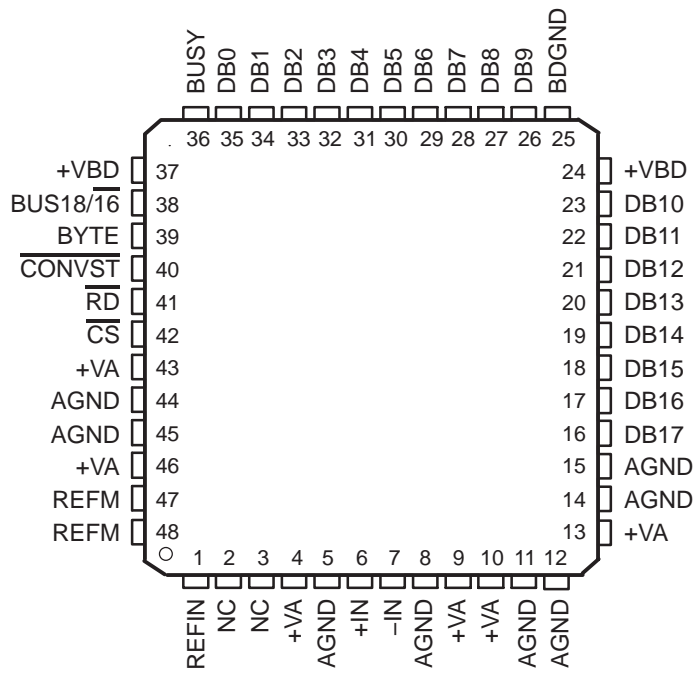 BUSY DB0 DB1 DB2 DB3 DB4 DB5 DB6 DB7 DB8 DB9 BDGND
36 35 34 33 32 31 30 29 28 27 26 25
+VBD 37 24 +VBD
BUS18/1̅6̅ 38 23 DB10
BYTE 39 22 DB11
C̅O̅N̅V̅S̅T̅ 40 21 DB12
R̅D̅ 41 20 DB13
C̅S̅ 42 19 DB14
+VA 43 18 DB15
AGND 44 17 DB16
AGND 45 16 DB17
+VA 46 15 AGND
REFM 47 14 AGND
REFM 48 13 +VA
1 2 3 4 5 6 7 8 9 10 11 12
REFIN NC NC +VA AGND +IN –IN AGND +VA +VA AGND AGND